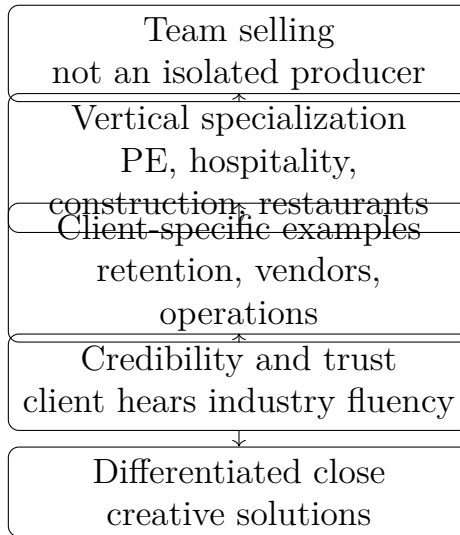 Team selling
not an isolated producer
Vertical specialization
PE, hospitality,
construction, restaurants
Client-specific examples
retention, vendors,
operations
Credibility and trust
client hears industry fluency
Differentiated close
creative solutions